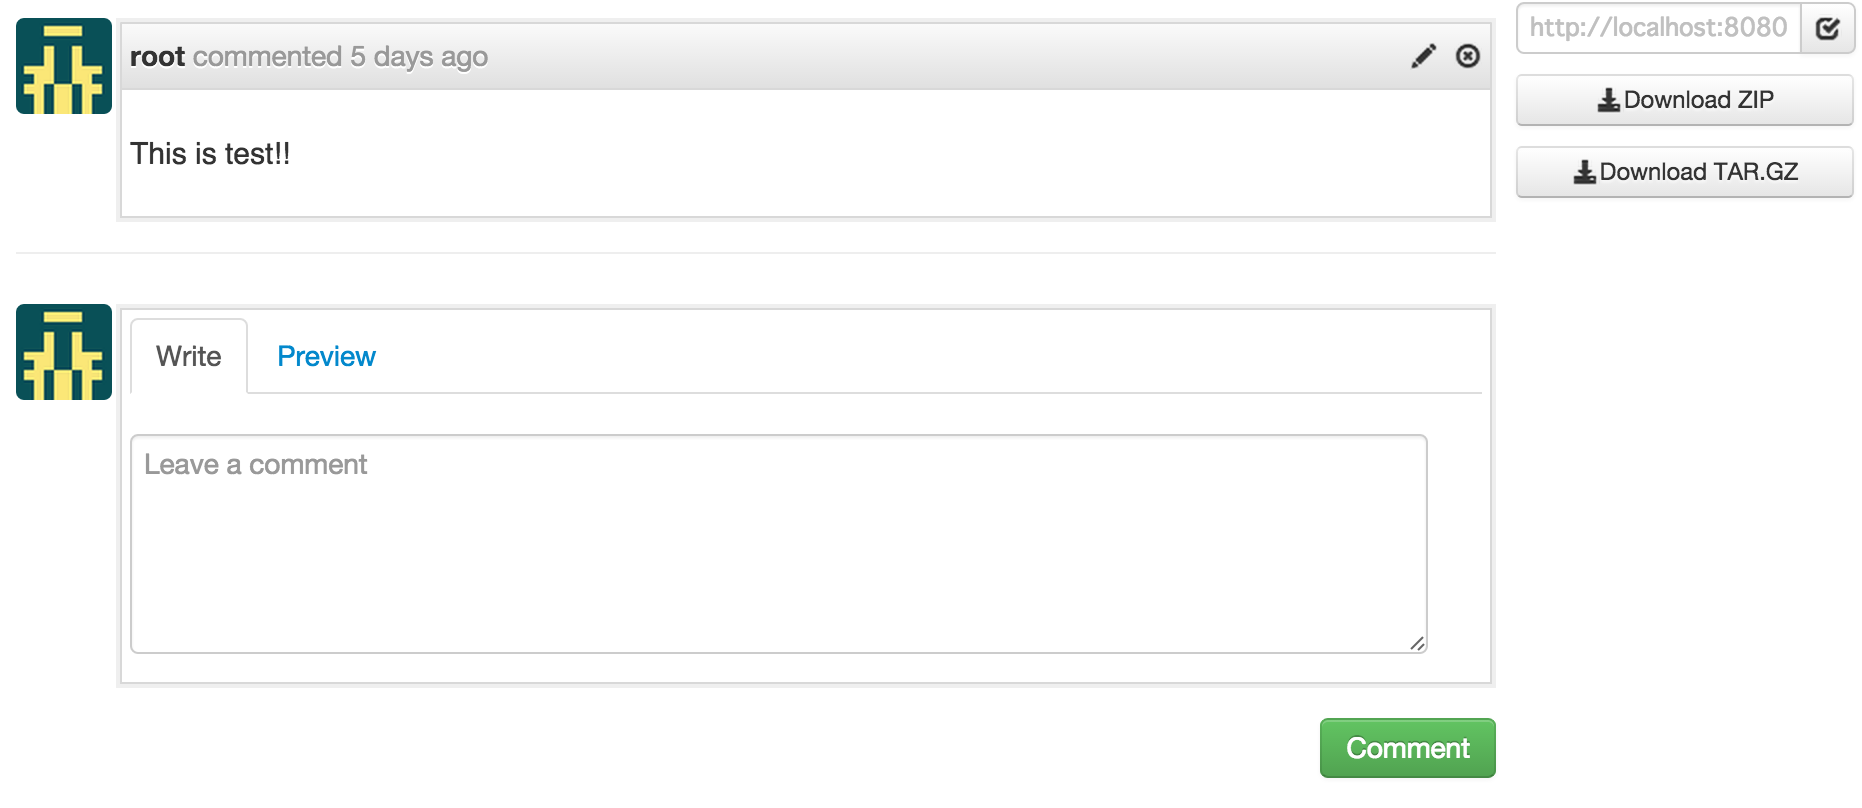 root commented 5 days ago
This is test!!
http://localhost:8080
Download ZIP
Download TAR.GZ
Write
Preview
Leave a comment
Comment